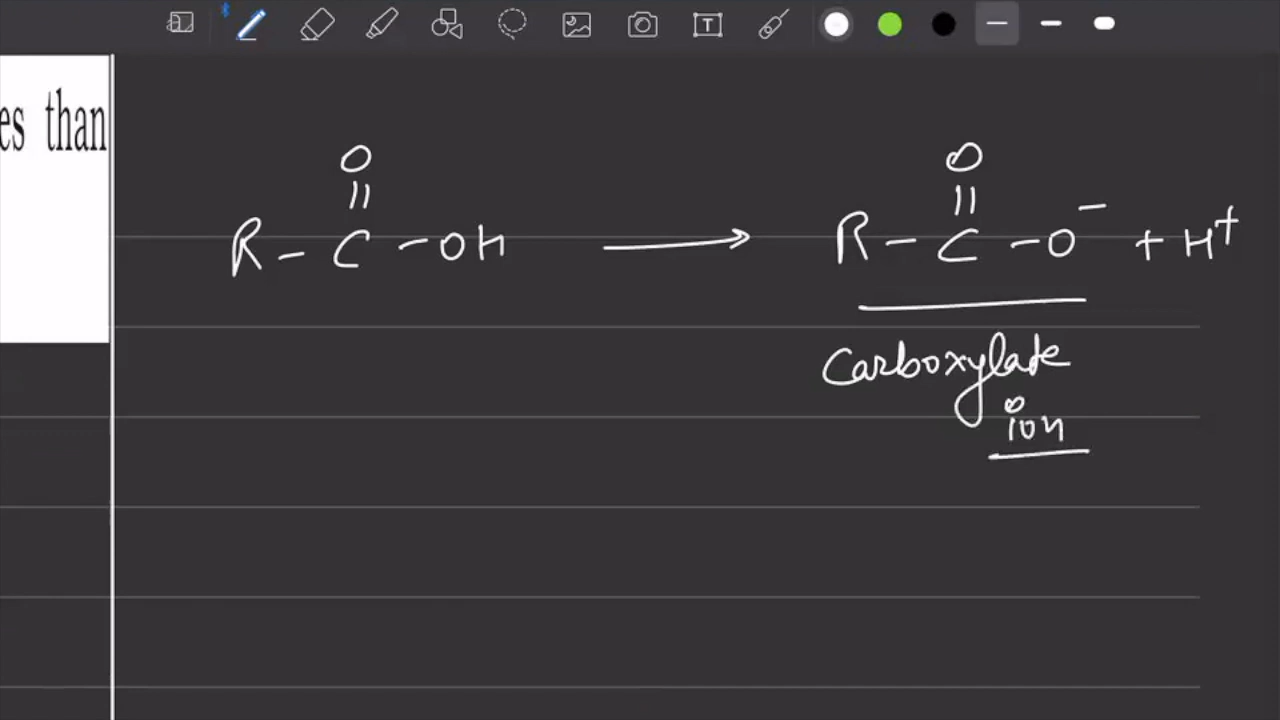 es than
O O
|| ||
R - C - OH ⟶ R - C - O⁻ + H⁺
Carboxylate
ion